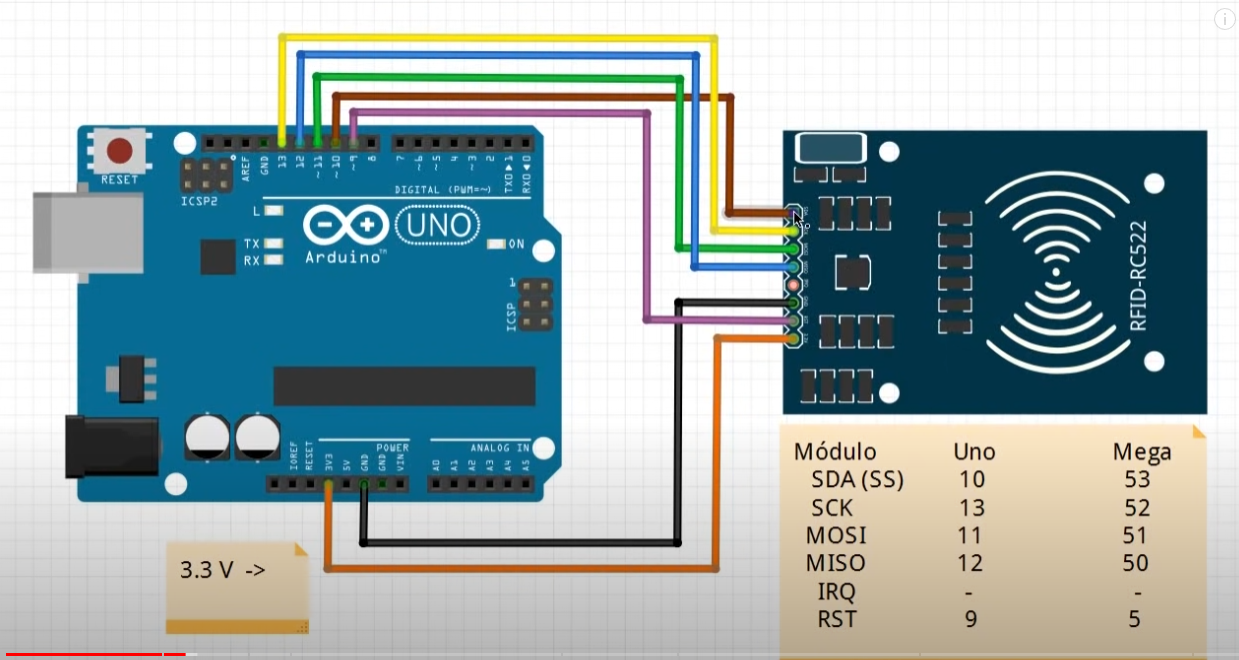 RESET
ICSP2
AREF
GND
13
12
~11
~10
~9
8
7
~6
~5
4
~3
2
TX0▶1
RX0◀0
DIGITAL (PWM=~)
L
TX
RX
Arduino™
UNO
ON
1
ICSP
RFID-RC522
POWER
ANALOG IN
IOREF
RESET
3V3
5V
GND
GND
VIN
A0
A1
A2
A3
A4
A5
3.3 V ->
Módulo Uno Mega
SDA (SS) 10 53
SCK 13 52
MOSI 11 51
MISO 12 50
IRQ - -
RST 9 5